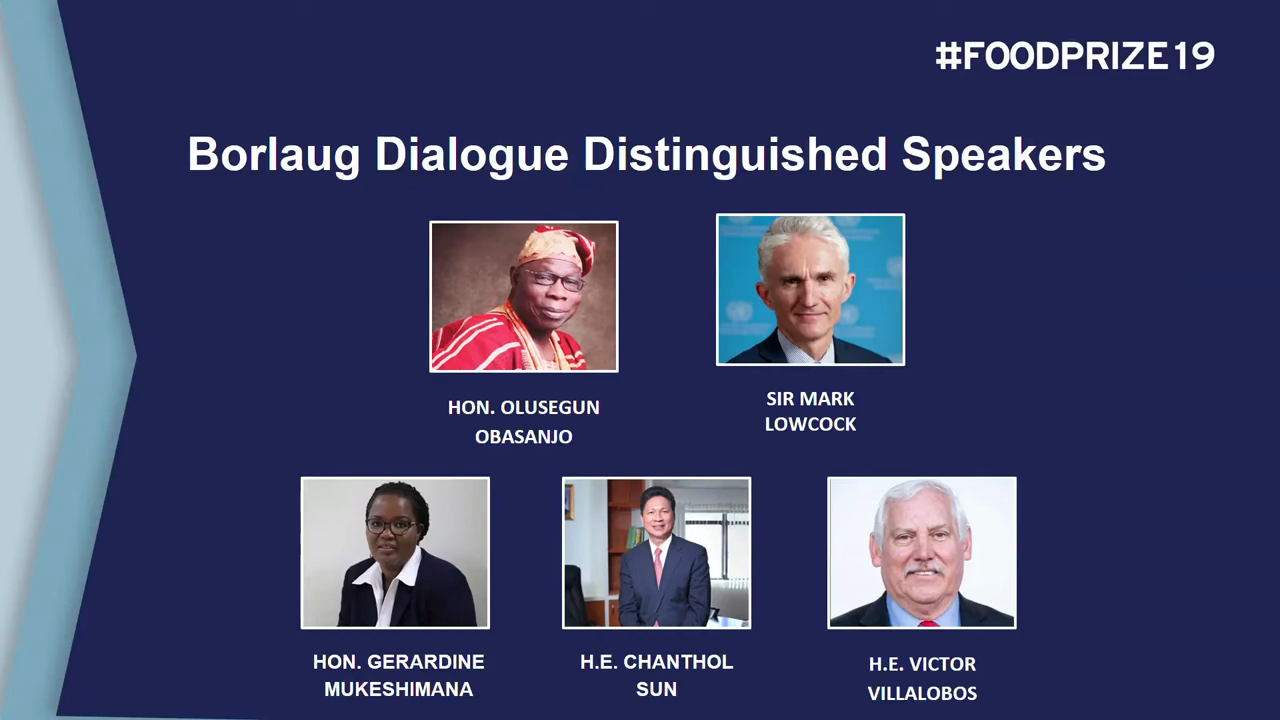 #FOODPRIZE19
Borlaug Dialogue Distinguished Speakers
HON. OLUSEGUN
OBASANJO
SIR MARK
LOWCOCK
HON. GERARDINE
MUKESHIMANA
H.E. CHANTHOL
SUN
H.E. VICTOR
VILLALOBOS